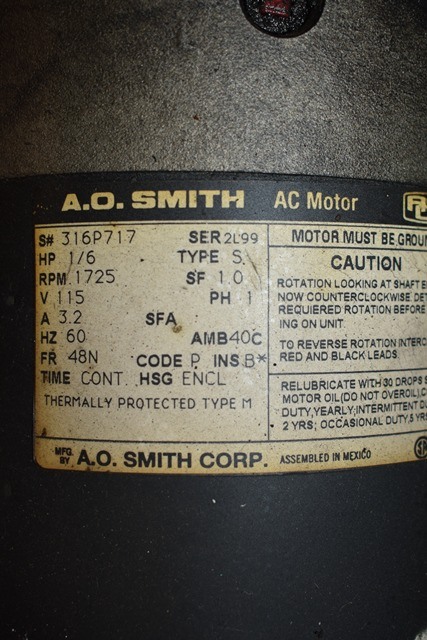 A.O. SMITH AC Motor
S# 316P717 SER 2L99
HP 1/6 TYPE S
RPM 1725 SF 1.0
V 115 PH 1
A 3.2 SFA
HZ 60 AMB40C
FR 48N CODE P INS B*
TIME CONT HSG ENCL
THERMALLY PROTECTED TYPE M
MOTOR MUST BE GROUN
CAUTION
ROTATION LOOKING AT SHAFT E
NOW COUNTERCLOCKWISE DET
REQUIERED ROTATION BEFORE
ING ON UNIT.
TO REVERSE ROTATION INTERC
RED AND BLACK LEADS.
RELUBRICATE WITH 30 DROPS S
MOTOR OIL(DO NOT OVEROIL)
DUTY,YEARLY;INTERMITTENT DU
2 YRS; OCCASIONAL DUTY,5 YRS
MFG. BY A.O. SMITH CORP. ASSEMBLED IN MEXICO